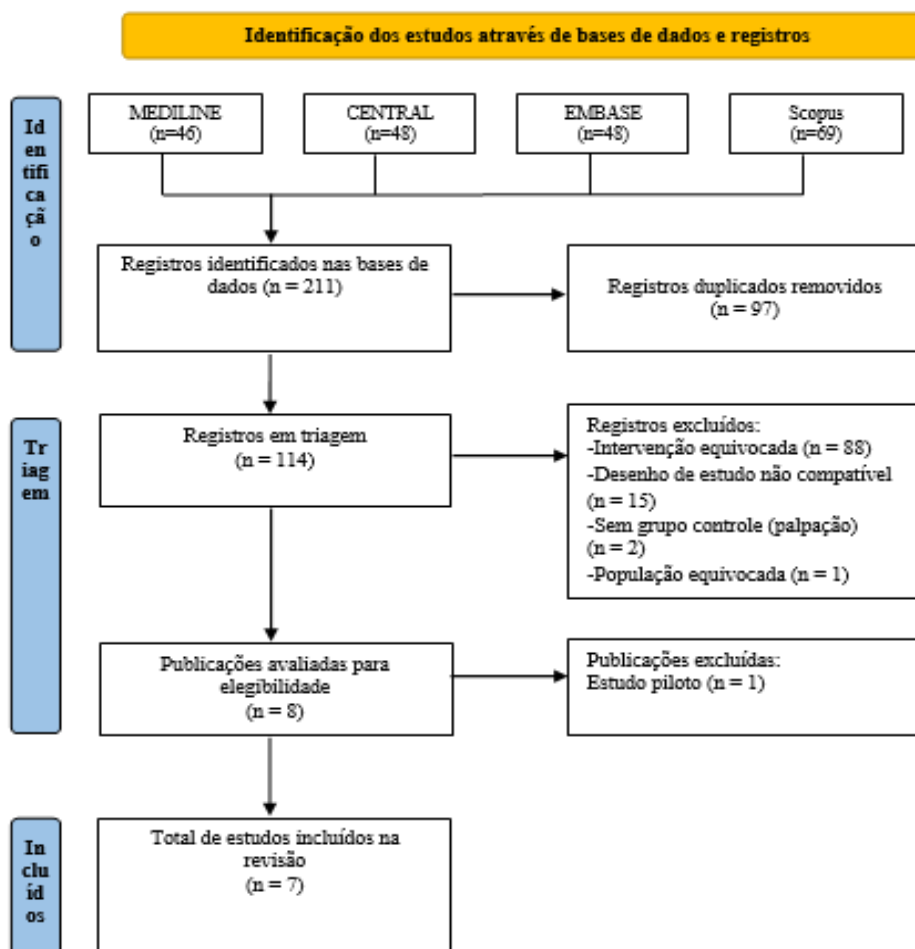 Identificação dos estudos através de bases de dados e registros
Id
en
tifi
ca
çã
o
MEDILINE
(n=46)
CENTRAL
(n=48)
EMBASE
(n=48)
Scopus
(n=69)
Registros identificados nas bases de
dados (n = 211)
Registros duplicados removidos
(n = 97)
Tr
iag
em
Registros em triagem
(n = 114)
Registros excluídos:
-Intervenção equivocada (n = 88)
-Desenho de estudo não compatível
(n = 15)
-Sem grupo controle (palpação)
(n = 2)
-População equivocada (n = 1)
Publicações avaliadas para
elegibilidade
(n = 8)
Publicações excluídas:
Estudo piloto (n = 1)
In
clu
íd
os
Total de estudos incluídos na
revisão
(n = 7)